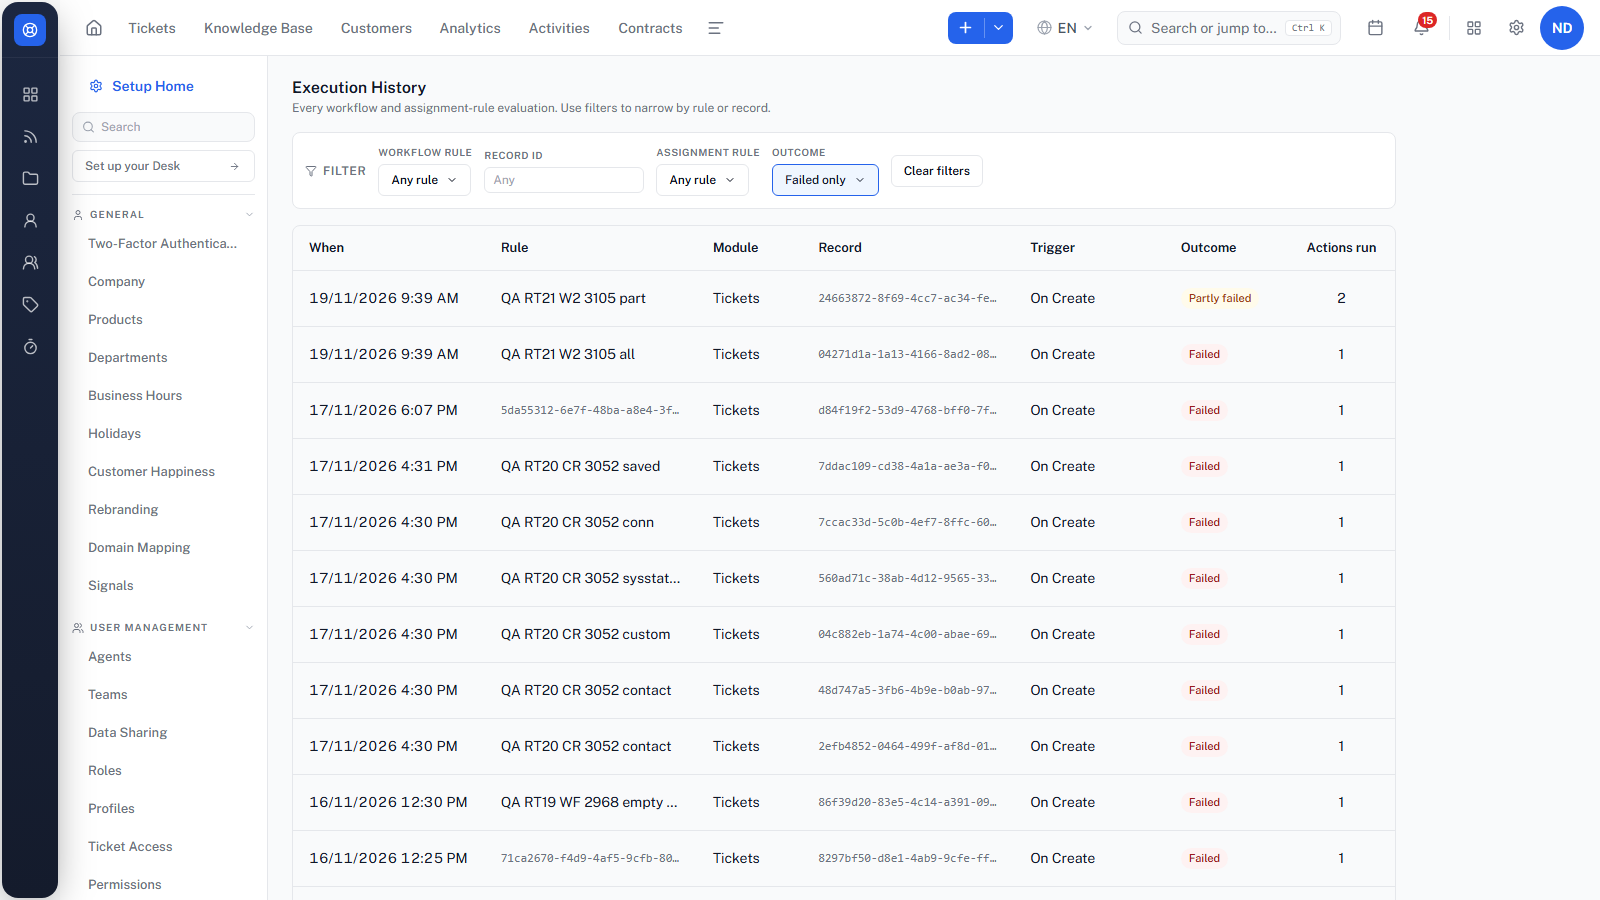 Tickets Knowledge Base Customers Analytics Activities Contracts
EN
Search or jump to... Ctrl K
15
ND
Setup Home
Search
Set up your Desk
GENERAL
Two-Factor Authentica...
Company
Products
Departments
Business Hours
Holidays
Customer Happiness
Rebranding
Domain Mapping
Signals
USER MANAGEMENT
Agents
Teams
Data Sharing
Roles
Profiles
Ticket Access
Permissions
Execution History
Every workflow and assignment-rule evaluation. Use filters to narrow by rule or record.
FILTER
WORKFLOW RULE
Any rule
RECORD ID
Any
ASSIGNMENT RULE
Any rule
OUTCOME
Failed only
Clear filters
When Rule Module Record Trigger Outcome Actions run
19/11/2026 9:39 AM QA RT21 W2 3105 part Tickets 24663872-8f69-4cc7-ac34-fe... On Create Partly failed 2
19/11/2026 9:39 AM QA RT21 W2 3105 all Tickets 04271d1a-1a13-4166-8ad2-08... On Create Failed 1
17/11/2026 6:07 PM 5da55312-6e7f-48ba-a8e4-3f... Tickets d84f19f2-53d9-4768-bff0-7f... On Create Failed 1
17/11/2026 4:31 PM QA RT20 CR 3052 saved Tickets 7ddac109-cd38-4a1a-ae3a-f0... On Create Failed 1
17/11/2026 4:30 PM QA RT20 CR 3052 conn Tickets 7ccac33d-5c0b-4ef7-8ffc-60... On Create Failed 1
17/11/2026 4:30 PM QA RT20 CR 3052 sysstat... Tickets 560ad71c-38ab-4d12-9565-33... On Create Failed 1
17/11/2026 4:30 PM QA RT20 CR 3052 custom Tickets 04c882eb-1a74-4c00-abae-69... On Create Failed 1
17/11/2026 4:30 PM QA RT20 CR 3052 contact Tickets 48d747a5-3fb6-4b9e-b0ab-97... On Create Failed 1
17/11/2026 4:30 PM QA RT20 CR 3052 contact Tickets 2efb4852-0464-499f-af8d-01... On Create Failed 1
16/11/2026 12:30 PM QA RT19 WF 2968 empty ... Tickets 86f39d20-83e5-4c14-a391-09... On Create Failed 1
16/11/2026 12:25 PM 71ca2670-f4d9-4af5-9cfb-80... Tickets 8297bf50-d8e1-4ab9-9cfe-ff... On Create Failed 1